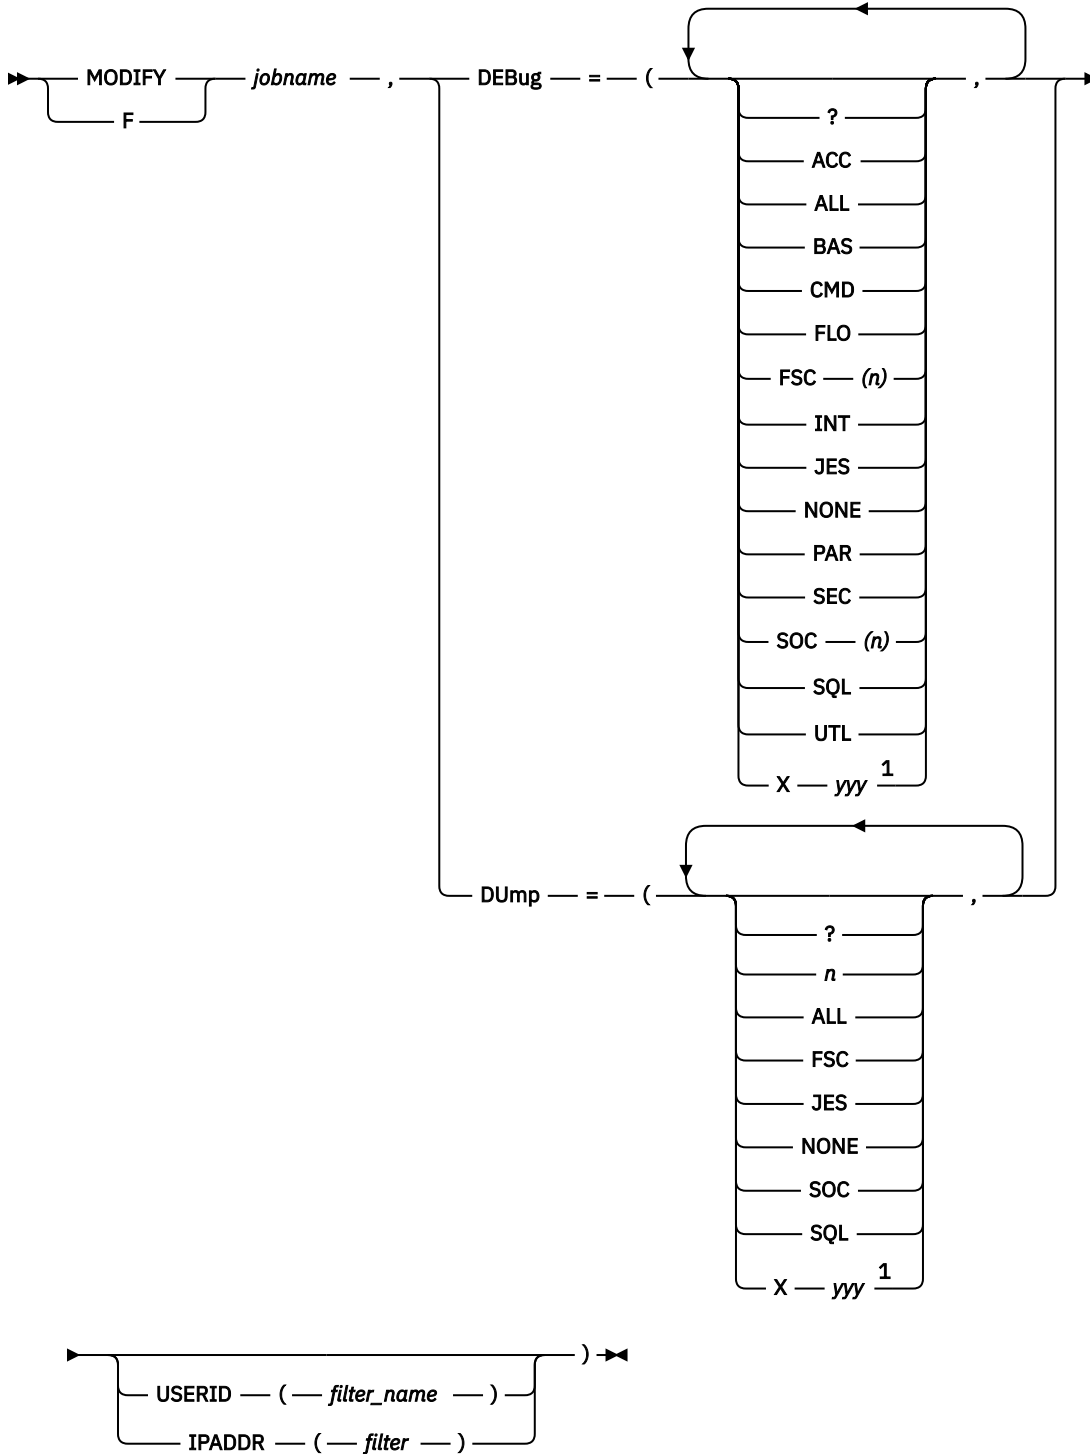 MODIFY jobname , DEBug = ( ,
F
?
ACC
ALL
BAS
CMD
FLO
FSC (n)
INT
JES
NONE
PAR
SEC
SOC (n)
SQL
UTL
X yyy 1
DUmp = ( ,
?
n
ALL
FSC
JES
NONE
SOC
SQL
X yyy 1
)
USERID ( filter_name )
IPADDR ( filter )